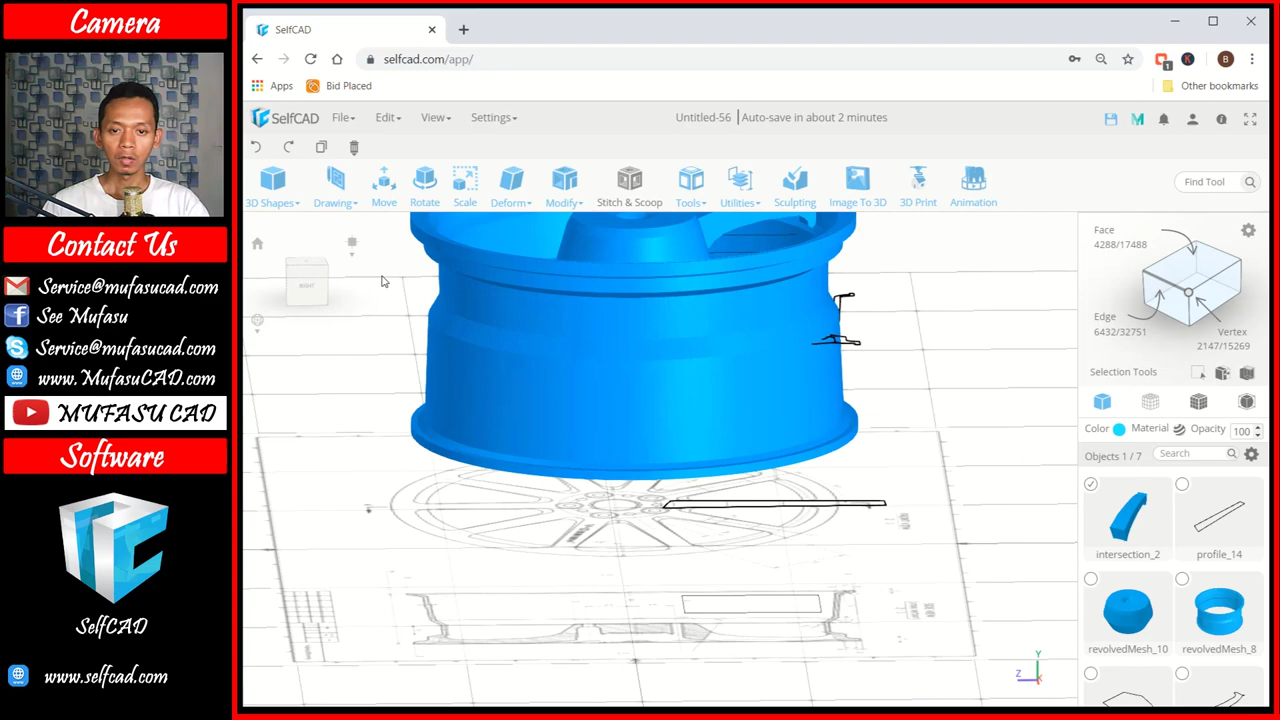 Camera
Contact Us
Service@mufasucad.com
See Mufasu
Service@mufasucad.com
www.MufasuCAD.com
MUFASU CAD
Software
SelfCAD
www.selfcad.com
SelfCAD
selfcad.com/app/
1
K
B
Apps
Bid Placed
Other bookmarks
SelfCAD
File
Edit
View
Settings
Untitled-56
Auto-save in about 2 minutes
3D Shapes
Drawing
Move
Rotate
Scale
Deform
Modify
Stitch & Scoop
Tools
Utilities
Sculpting
Image To 3D
3D Print
Animation
Find Tool
RIGHT
Face
4288/17488
Edge
6432/32751
Vertex
2147/15269
Selection Tools
Color
Material
Opacity
100
Objects 1 / 7
Search
intersection_2
profile_14
revolvedMesh_10
revolvedMesh_8
Y
Z
X